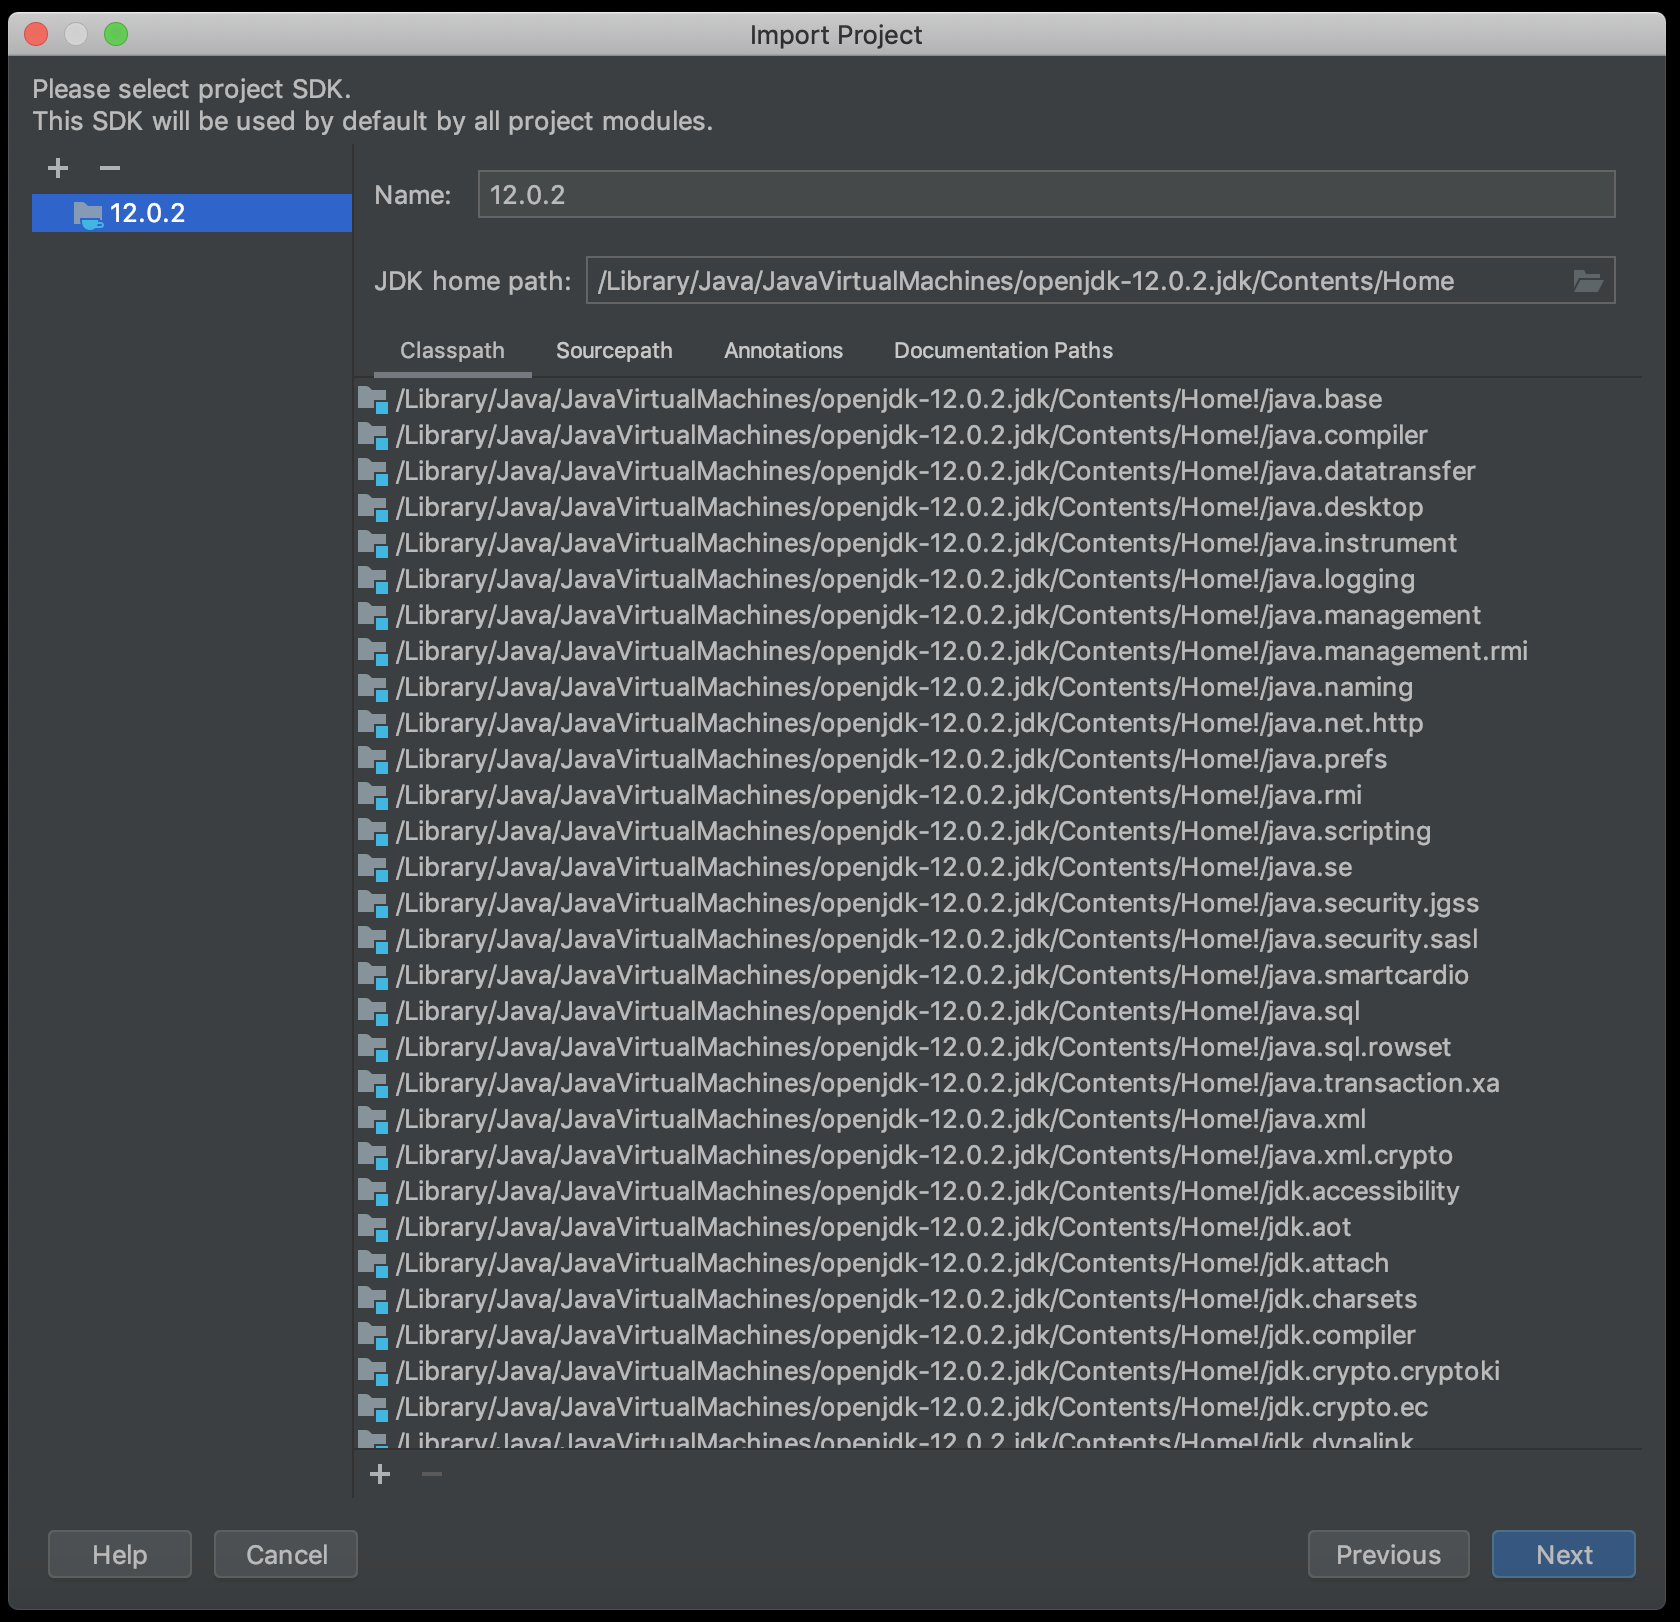 Import Project
Please select project SDK.
This SDK will be used by default by all project modules.
12.0.2
Name: 12.0.2
JDK home path: /Library/Java/JavaVirtualMachines/openjdk-12.0.2.jdk/Contents/Home
Classpath Sourcepath Annotations Documentation Paths
/Library/Java/JavaVirtualMachines/openjdk-12.0.2.jdk/Contents/Home!/java.base
/Library/Java/JavaVirtualMachines/openjdk-12.0.2.jdk/Contents/Home!/java.compiler
/Library/Java/JavaVirtualMachines/openjdk-12.0.2.jdk/Contents/Home!/java.datatransfer
/Library/Java/JavaVirtualMachines/openjdk-12.0.2.jdk/Contents/Home!/java.desktop
/Library/Java/JavaVirtualMachines/openjdk-12.0.2.jdk/Contents/Home!/java.instrument
/Library/Java/JavaVirtualMachines/openjdk-12.0.2.jdk/Contents/Home!/java.logging
/Library/Java/JavaVirtualMachines/openjdk-12.0.2.jdk/Contents/Home!/java.management
/Library/Java/JavaVirtualMachines/openjdk-12.0.2.jdk/Contents/Home!/java.management.rmi
/Library/Java/JavaVirtualMachines/openjdk-12.0.2.jdk/Contents/Home!/java.naming
/Library/Java/JavaVirtualMachines/openjdk-12.0.2.jdk/Contents/Home!/java.net.http
/Library/Java/JavaVirtualMachines/openjdk-12.0.2.jdk/Contents/Home!/java.prefs
/Library/Java/JavaVirtualMachines/openjdk-12.0.2.jdk/Contents/Home!/java.rmi
/Library/Java/JavaVirtualMachines/openjdk-12.0.2.jdk/Contents/Home!/java.scripting
/Library/Java/JavaVirtualMachines/openjdk-12.0.2.jdk/Contents/Home!/java.se
/Library/Java/JavaVirtualMachines/openjdk-12.0.2.jdk/Contents/Home!/java.security.jgss
/Library/Java/JavaVirtualMachines/openjdk-12.0.2.jdk/Contents/Home!/java.security.sasl
/Library/Java/JavaVirtualMachines/openjdk-12.0.2.jdk/Contents/Home!/java.smartcardio
/Library/Java/JavaVirtualMachines/openjdk-12.0.2.jdk/Contents/Home!/java.sql
/Library/Java/JavaVirtualMachines/openjdk-12.0.2.jdk/Contents/Home!/java.sql.rowset
/Library/Java/JavaVirtualMachines/openjdk-12.0.2.jdk/Contents/Home!/java.transaction.xa
/Library/Java/JavaVirtualMachines/openjdk-12.0.2.jdk/Contents/Home!/java.xml
/Library/Java/JavaVirtualMachines/openjdk-12.0.2.jdk/Contents/Home!/java.xml.crypto
/Library/Java/JavaVirtualMachines/openjdk-12.0.2.jdk/Contents/Home!/jdk.accessibility
/Library/Java/JavaVirtualMachines/openjdk-12.0.2.jdk/Contents/Home!/jdk.aot
/Library/Java/JavaVirtualMachines/openjdk-12.0.2.jdk/Contents/Home!/jdk.attach
/Library/Java/JavaVirtualMachines/openjdk-12.0.2.jdk/Contents/Home!/jdk.charsets
/Library/Java/JavaVirtualMachines/openjdk-12.0.2.jdk/Contents/Home!/jdk.compiler
/Library/Java/JavaVirtualMachines/openjdk-12.0.2.jdk/Contents/Home!/jdk.crypto.cryptoki
/Library/Java/JavaVirtualMachines/openjdk-12.0.2.jdk/Contents/Home!/jdk.crypto.ec
/Library/Java/JavaVirtualMachines/openjdk-12.0.2.jdk/Contents/Home!/jdk.dynalink
Help Cancel Previous Next